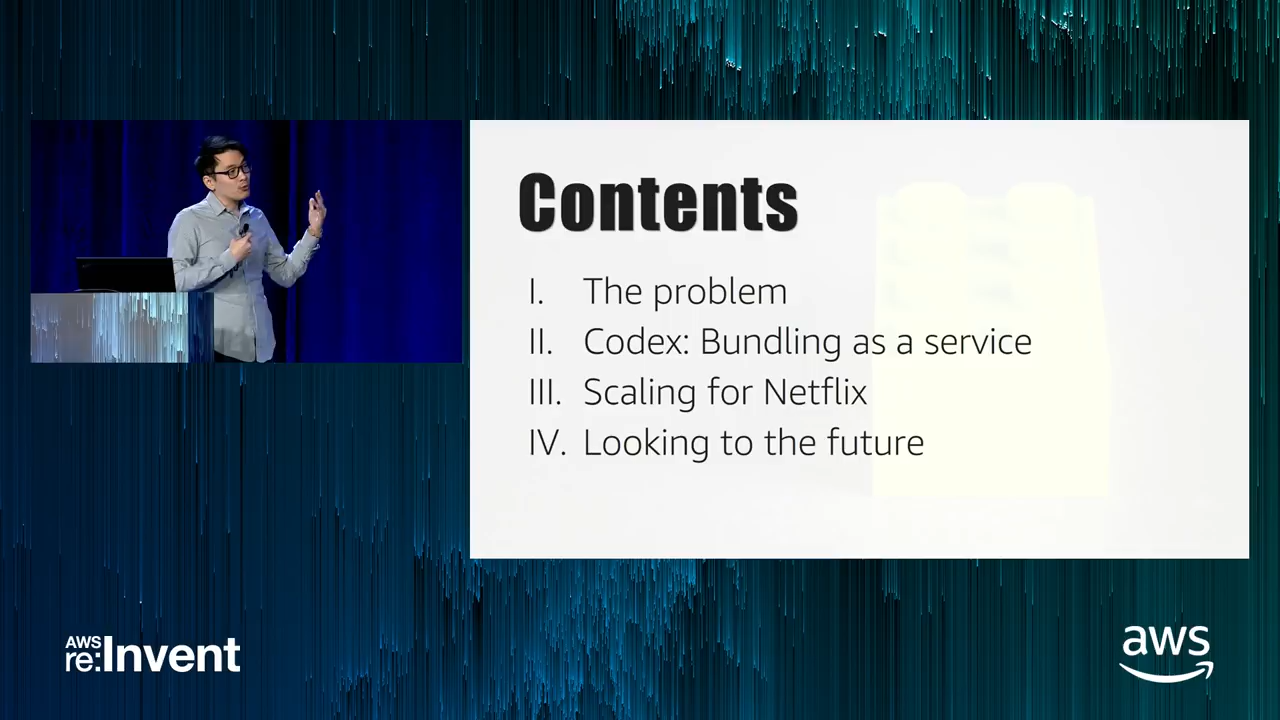 Contents
I. The problem
II. Codex: Bundling as a service
III. Scaling for Netflix
IV. Looking to the future
AWS
re:Invent
aws